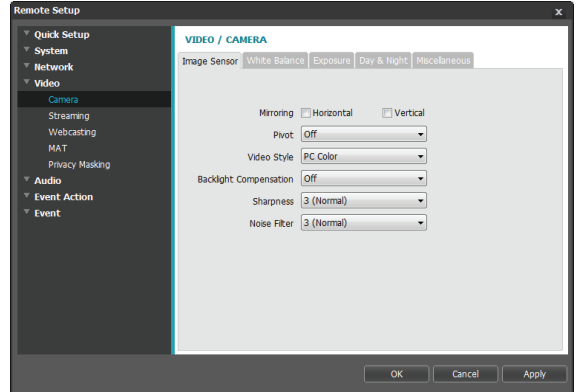 Remote Setup
x
Quick Setup
System
Network
Video
Camera
Streaming
Webcasting
MAT
Privacy Masking
Audio
Event Action
Event
VIDEO / CAMERA
Image Sensor White Balance Exposure Day & Night Miscellaneous
Mirroring Horizontal Vertical
Pivot Off
Video Style PC Color
Backlight Compensation Off
Sharpness 3 (Normal)
Noise Filter 3 (Normal)
OK Cancel Apply